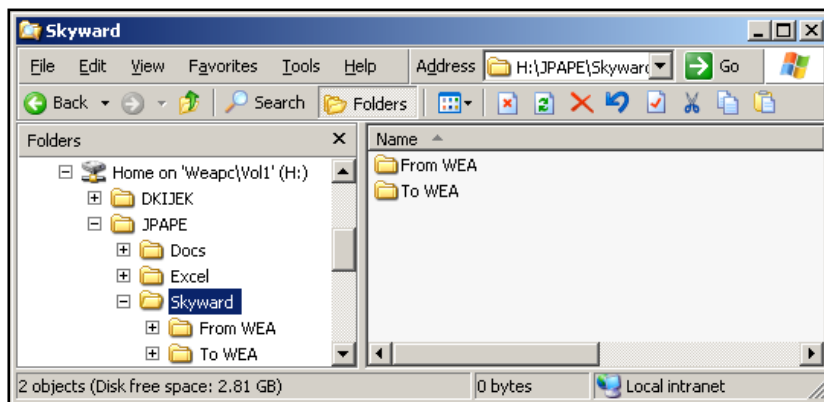 Skyward
File Edit View Favorites Tools Help Address H:\JPAPE\Skyward Go
Back Search Folders
Folders
Name
Home on 'Weapc\Vol1' (H:)
DKIJEK
JPAPE
Docs
Excel
Skyward
From WEA
To WEA
From WEA
To WEA
2 objects (Disk free space: 2.81 GB) 0 bytes Local intranet